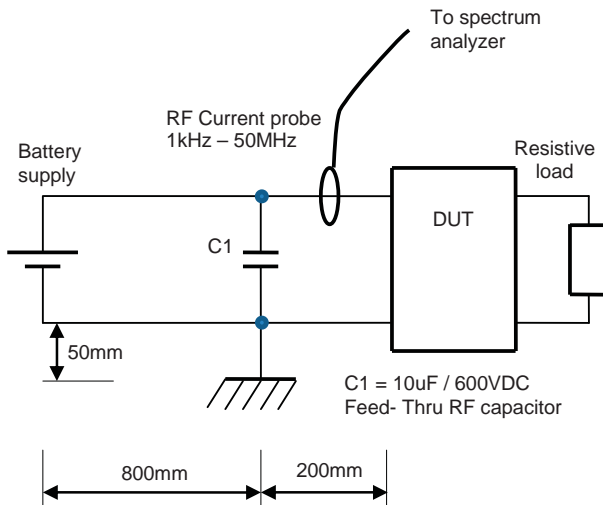 To spectrum
analyzer
RF Current probe
1kHz – 50MHz
Battery
supply
Resistive
load
DUT
C1
50mm
C1 = 10uF / 600VDC
Feed- Thru RF capacitor
800mm
200mm